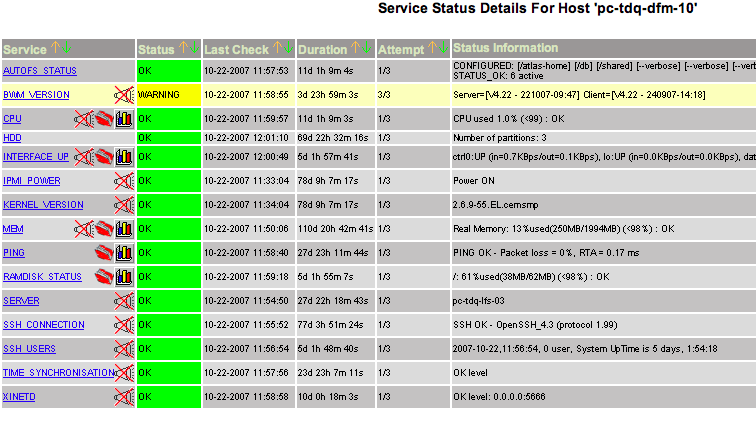 Service Status Details For Host 'pc-tdq-dfm-10'
Service Status Last Check Duration Attempt Status Information
AUTOFS_STATUS OK 10-22-2007 11:57:53 11d 1h 9m 4s 1/3 CONFIGURED: [/atlas-home] [/db] [/shared] [--verbose] [--verbose] [--verb
STATUS_OK: 6 active
BWM_VERSION WARNING 10-22-2007 11:58:55 3d 23h 59m 3s 3/3 Server=[V4.22 - 221007-09:47] Client=[V4.22 - 240907-14:18]
CPU OK 10-22-2007 11:59:57 11d 1h 9m 3s 1/3 CPU used 1.0% (<99) : OK
HDD OK 10-22-2007 12:01:10 69d 22h 32m 16s 1/3 Number of partitions: 3
INTERFACE_UP OK 10-22-2007 12:00:49 5d 1h 57m 41s 1/3 ctrl0:UP (in=0.7KBps/out=0.1KBps), lo:UP (in=0.0KBps/out=0.0KBps), dat
IPMI_POWER OK 10-22-2007 11:33:04 78d 9h 7m 17s 1/3 Power ON
KERNEL_VERSION OK 10-22-2007 11:34:04 78d 9h 7m 17s 1/3 2.6.9-55.EL.cernsmp
MEM OK 10-22-2007 11:50:06 110d 20h 42m 41s 1/3 Real Memory: 13%used(250MB/1994MB) (<98%) : OK
PING OK 10-22-2007 11:59:54 27d 23h 11m 44s 1/3 PING OK - Packet loss = 0%, RTA = 0.17 ms
RAMDISK_STATUS OK 10-22-2007 11:59:18 5d 1h 55m 7s 1/3 /: 61%used(38MB/62MB) (<98%) : OK
SERVER OK 10-22-2007 11:54:50 27d 22h 18m 43s 1/3 pc-tdq-lfs-03
SSH_CONNECTION OK 10-22-2007 11:55:52 77d 3h 51m 24s 1/3 SSH OK - OpenSSH_4.3 (protocol 1.99)
SSH_USERS OK 10-22-2007 11:56:54 5d 1h 48m 40s 1/3 2007-10-22,11:56:54, 0 user, System UpTime is 5 days, 1:54:18
TIME_SYNCHRONISATION OK 10-22-2007 11:57:56 23d 23h 7m 11s 1/3 OK level
XINETD OK 10-22-2007 11:58:58 10d 0h 18m 3s 1/3 OK level: 0.0.0.0:5666